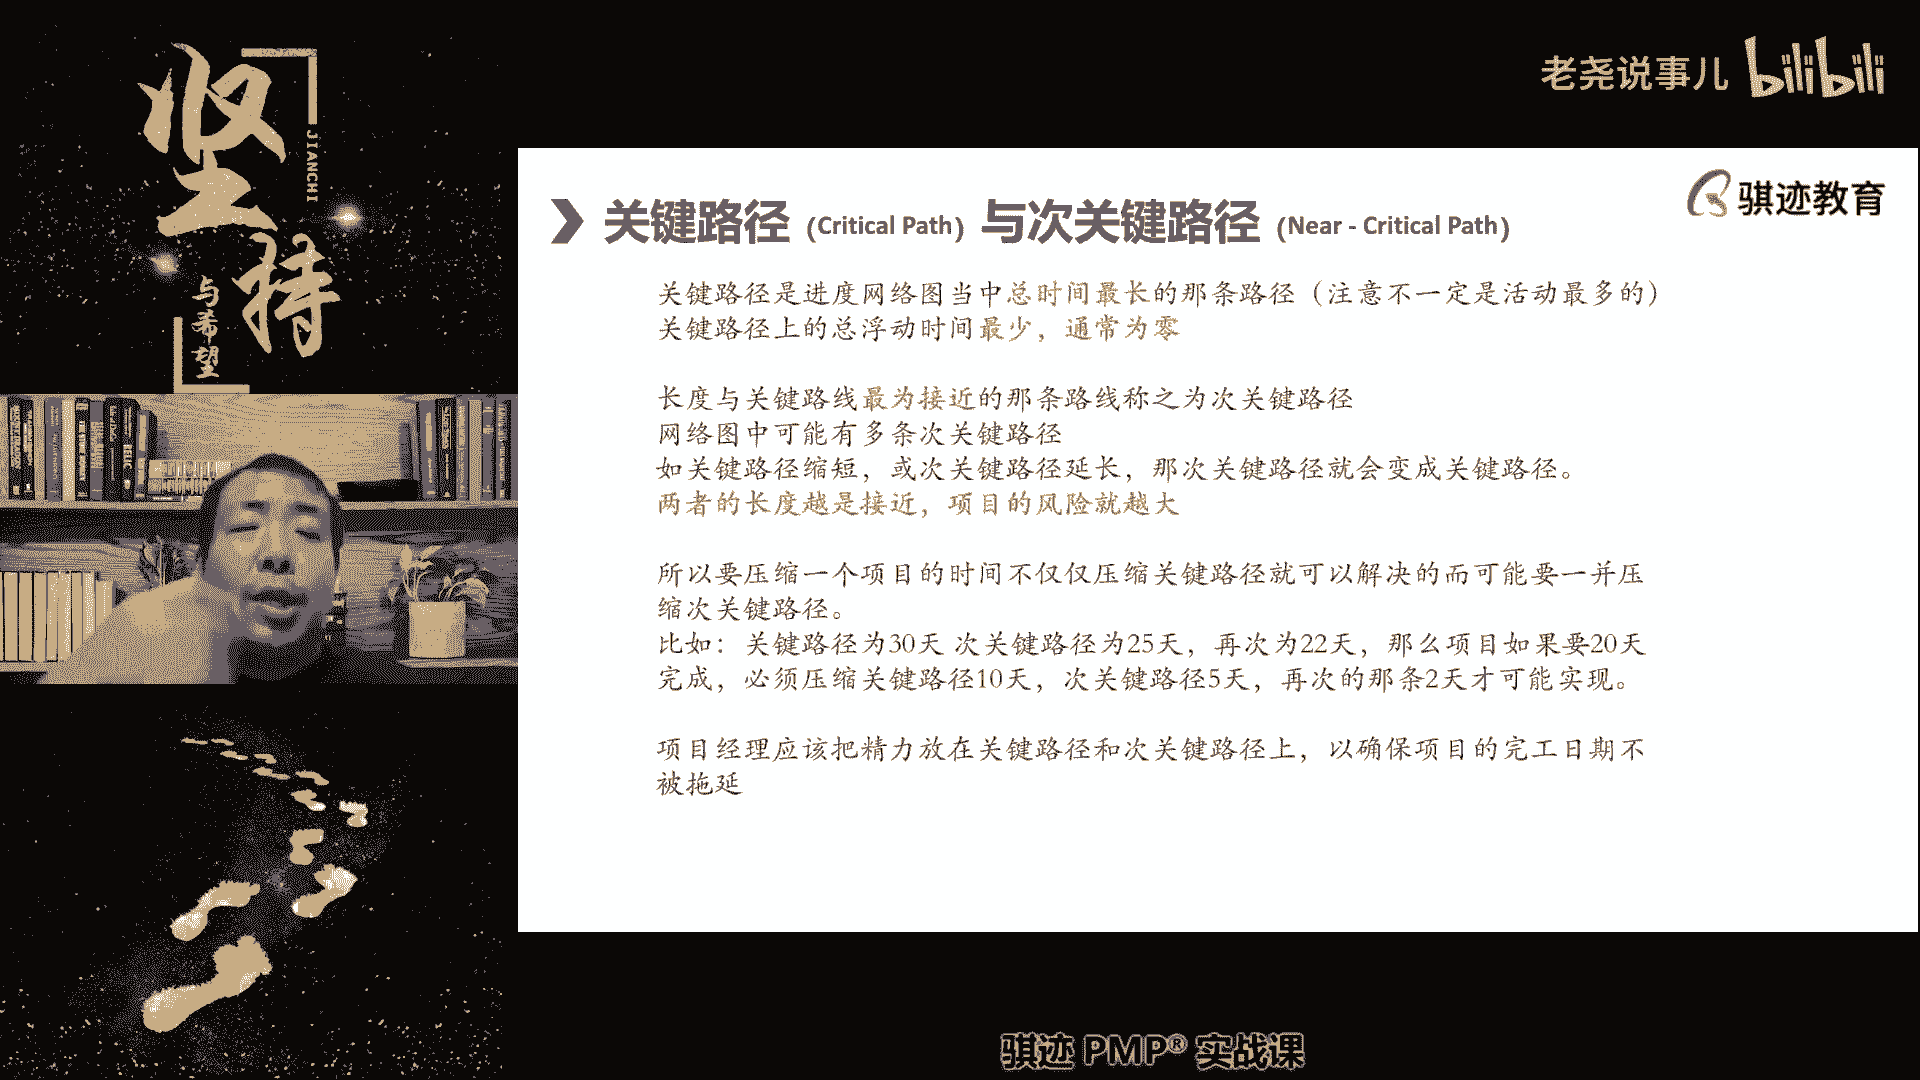 坚持
JIANCHI
与希望
老尧说事儿 bilibili
骐迹教育
关键路径 (Critical Path) 与次关键路径 (Near - Critical Path)
关键路径是进度网络图当中总时间最长的那条路径（注意不一定是活动最多的）
关键路径上的总浮动时间最少，通常为零
长度与关键路线最为接近的那条路线称之为次关键路径
网络图中可能有多条次关键路径
如关键路径缩短，或次关键路径延长，那次关键路径就会变成关键路径。
两者的长度越是接近，项目的风险就越大
所以要压缩一个项目的时间不仅仅压缩关键路径就可以解决的而可能要一并压
缩次关键路径。
比如：关键路径为30天 次关键路径为25天，再次为22天，那么项目如果要20天
完成，必须压缩关键路径10天，次关键路径5天，再次的那条2天才可能实现。
项目经理应该把精力放在关键路径和次关键路径上，以确保项目的完工日期不
被拖延
骐迹 PMP® 实战课